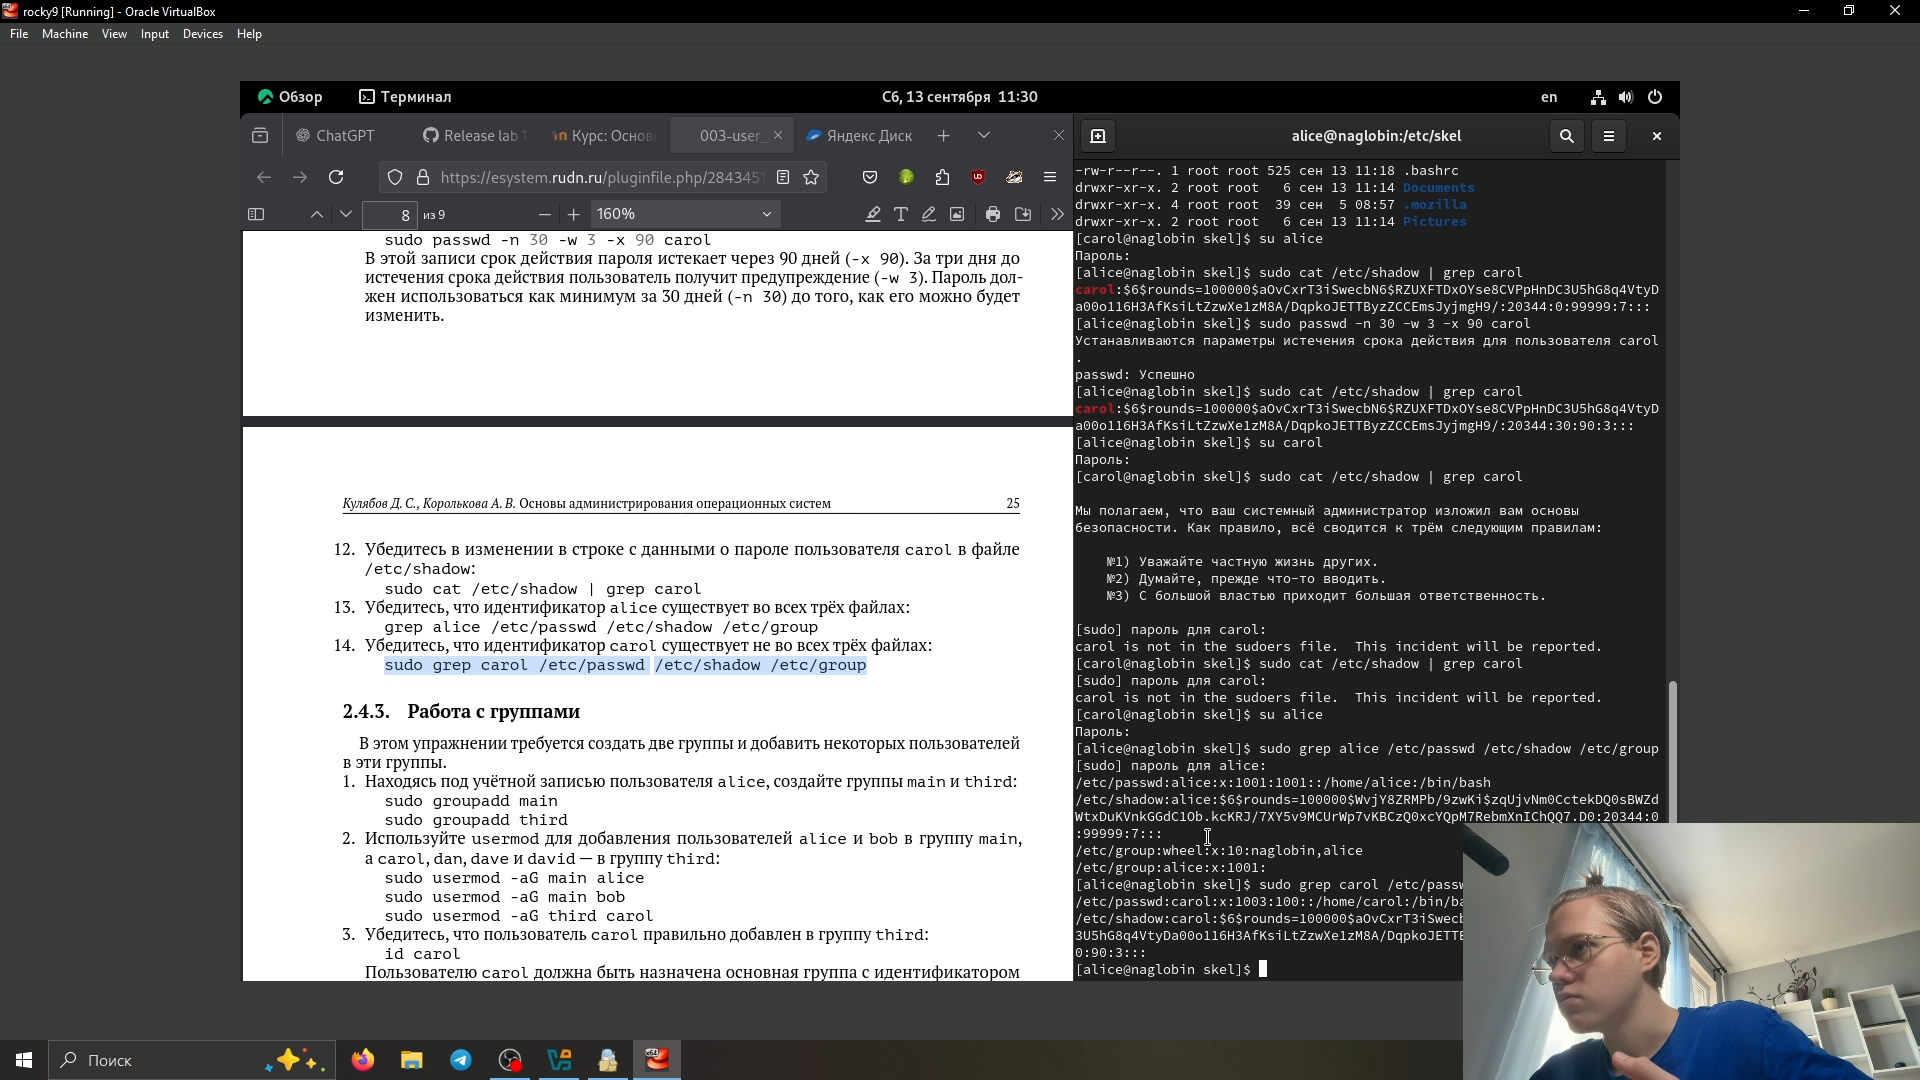 rocky9 [Running] - Oracle VirtualBox
File Machine View Input Devices Help
Обзор Терминал Сб, 13 сентября 11:30 en
ChatGPT Release lab Курс: Основ 003-user_ Яндекс Диск
https://esystem.rudn.ru/pluginfile.php/284345
8 из 9 160%
sudo passwd -n 30 -w 3 -x 90 carol
В этой записи срок действия пароля истекает через 90 дней (-x 90). За три дня до
истечения срока действия пользователь получит предупреждение (-w 3). Пароль дол-
жен использоваться как минимум за 30 дней (-n 30) до того, как его можно будет
изменить.
Кулябов Д. С., Королькова А. В. Основы администрирования операционных систем 25
12. Убедитесь в изменении в строке с данными о пароле пользователя carol в файле
/etc/shadow:
sudo cat /etc/shadow | grep carol
13. Убедитесь, что идентификатор alice существует во всех трёх файлах:
grep alice /etc/passwd /etc/shadow /etc/group
14. Убедитесь, что идентификатор carol существует не во всех трёх файлах:
sudo grep carol /etc/passwd /etc/shadow /etc/group
2.4.3. Работа с группами
В этом упражнении требуется создать две группы и добавить некоторых пользователей
в эти группы.
1. Находясь под учётной записью пользователя alice, создайте группы main и third:
sudo groupadd main
sudo groupadd third
2. Используйте usermod для добавления пользователей alice и bob в группу main,
а carol, dan, dave и david — в группу third:
sudo usermod -aG main alice
sudo usermod -aG main bob
sudo usermod -aG third carol
3. Убедитесь, что пользователь carol правильно добавлен в группу third:
id carol
Пользователю carol должна быть назначена основная группа с идентификатором
alice@naglobin:/etc/skel
-rw-r--r--. 1 root root 525 сен 13 11:18 .bashrc
drwxr-xr-x. 2 root root   6 сен 13 11:14 Documents
drwxr-xr-x. 4 root root  39 сен  5 08:57 .mozilla
drwxr-xr-x. 2 root root   6 сен 13 11:14 Pictures
[carol@naglobin skel]$ su alice
Пароль:
[alice@naglobin skel]$ sudo cat /etc/shadow | grep carol
carol:$6$rounds=100000$aOvCxrT3iSwecbN6$RZUXFTDxOYse8CVPpHnDC3U5hG8q4VtyD
a00o116H3AfKsiLtZzwXe1zM8A/DqpkoJETTByzZCCEmsJyjmgH9/:20344:0:99999:7:::
[alice@naglobin skel]$ sudo passwd -n 30 -w 3 -x 90 carol
Устанавливаются параметры истечения срока действия для пользователя carol
.
passwd: Успешно
[alice@naglobin skel]$ sudo cat /etc/shadow | grep carol
carol:$6$rounds=100000$aOvCxrT3iSwecbN6$RZUXFTDxOYse8CVPpHnDC3U5hG8q4VtyD
a00o116H3AfKsiLtZzwXe1zM8A/DqpkoJETTByzZCCEmsJyjmgH9/:20344:30:90:3:::
[alice@naglobin skel]$ su carol
Пароль:
[carol@naglobin skel]$ sudo cat /etc/shadow | grep carol
Мы полагаем, что ваш системный администратор изложил вам основы
безопасности. Как правило, всё сводится к трём следующим правилам:
№1) Уважайте частную жизнь других.
№2) Думайте, прежде что-то вводить.
№3) С большой властью приходит большая ответственность.
[sudo] пароль для carol:
carol is not in the sudoers file.  This incident will be reported.
[carol@naglobin skel]$ sudo cat /etc/shadow | grep carol
[sudo] пароль для carol:
carol is not in the sudoers file.  This incident will be reported.
[carol@naglobin skel]$ su alice
Пароль:
[alice@naglobin skel]$ sudo grep alice /etc/passwd /etc/shadow /etc/group
[sudo] пароль для alice:
/etc/passwd:alice:x:1001:1001::/home/alice:/bin/bash
/etc/shadow:alice:$6$rounds=100000$WvjY8ZRMPb/9zwKi$zqUjvNm0CctekDQ0sBWZd
WtxDuKVnkGGdC1Ob.kcKRJ/7XY5v9MCUrWp7vKBCzQ0xcYQpM7RebmXnIChQQ7.D0:20344:0
:99999:7:::
/etc/group:wheel:x:10:naglobin,alice
/etc/group:alice:x:1001:
[alice@naglobin skel]$ sudo grep carol /etc/passw
/etc/passwd:carol:x:1003:100::/home/carol:/bin/ba
/etc/shadow:carol:$6$rounds=100000$aOvCxrT3iSwecb
3U5hG8q4VtyDa00o116H3AfKsiLtZzwXe1zM8A/DqpkoJETTE
0:90:3:::
[alice@naglobin skel]$
Поиск